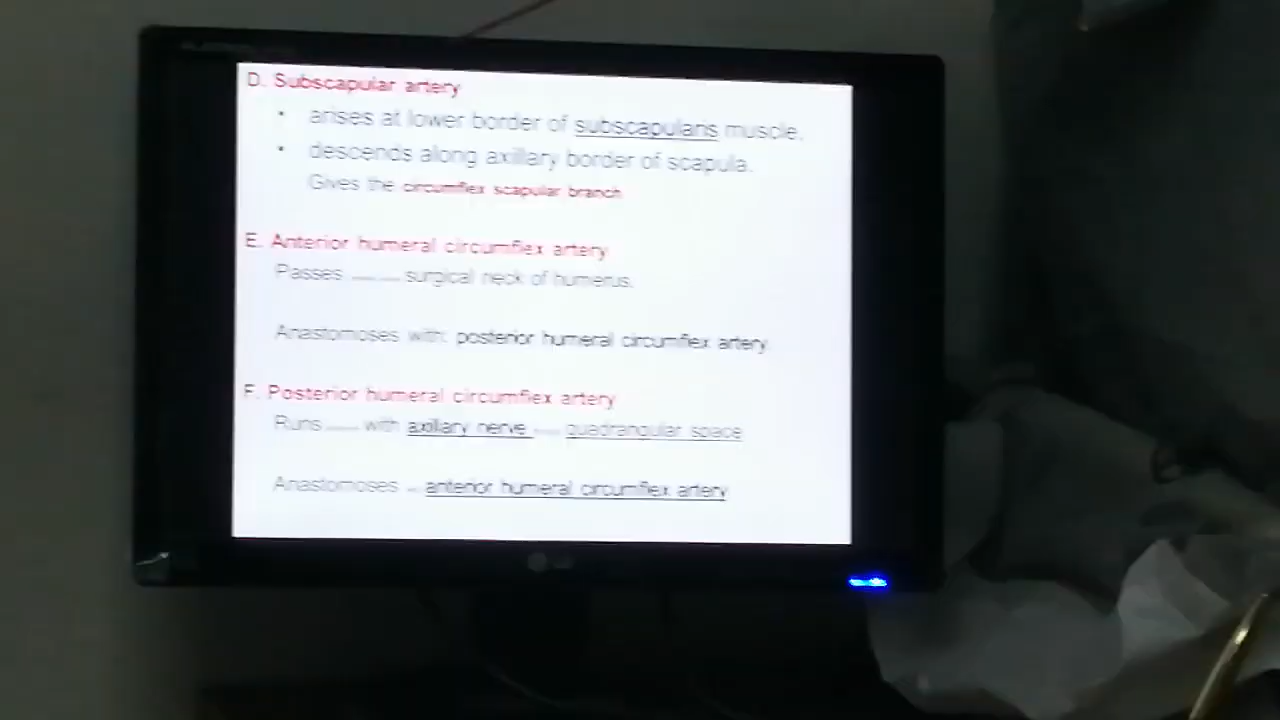 D. Subscapular artery
• arises at lower border of subscapularis muscle.
• descends along axillary border of scapula.
Gives the circumflex scapular branch
E. Anterior humeral circumflex artery
Passes ........ surgical neck of humerus.
Anastomoses with: posterior humeral circumflex artery
F. Posterior humeral circumflex artery
Runs ...... with axillary nerve ..... quadrangular space
Anastomoses .. anterior humeral circumflex artery